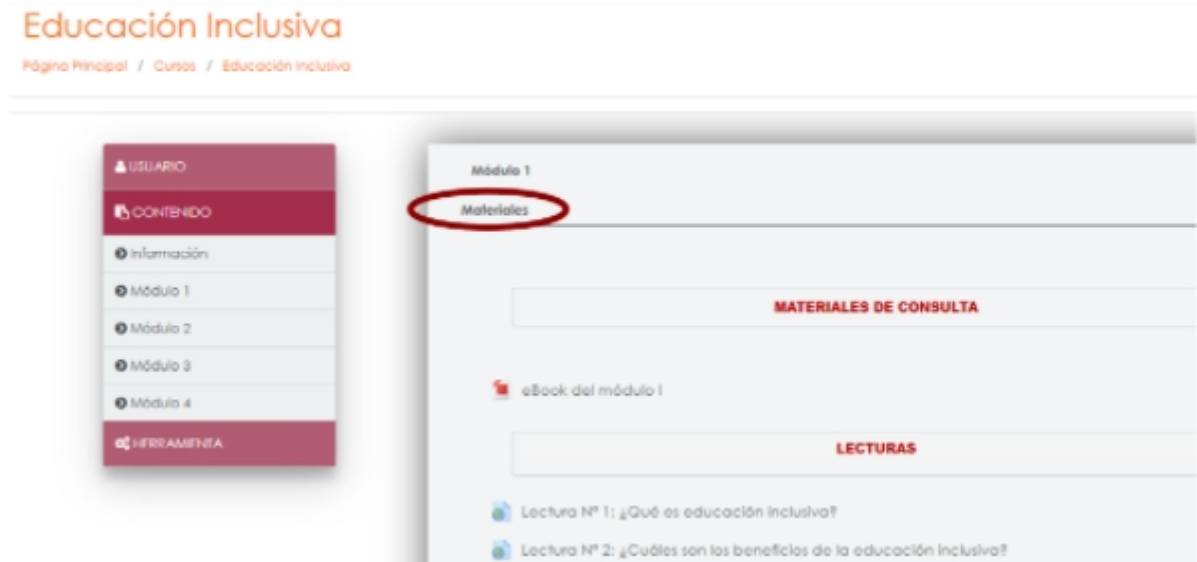 Educación Inclusiva
Página Principal / Cursos / Educación Inclusiva
USUARIO
CONTENIDO
Información
Módulo 1
Módulo 2
Módulo 3
Módulo 4
HERRAMIENTA
Módulo 1
Materiales
MATERIALES DE CONSULTA
eBook del módulo I
LECTURAS
Lectura N° 1: ¿Qué es educación inclusiva?
Lectura N° 2: ¿Cuáles son los beneficios de la educación inclusiva?